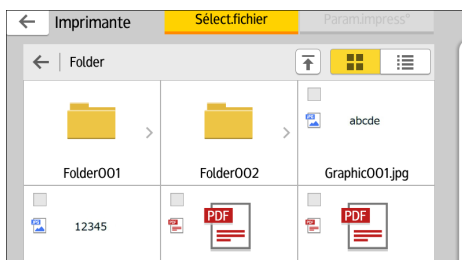 Imprimante Sélect.fichier Param.impress*
Folder
abcde
Folder001 Folder002 Graphic001.jpg
12345 PDF PDF